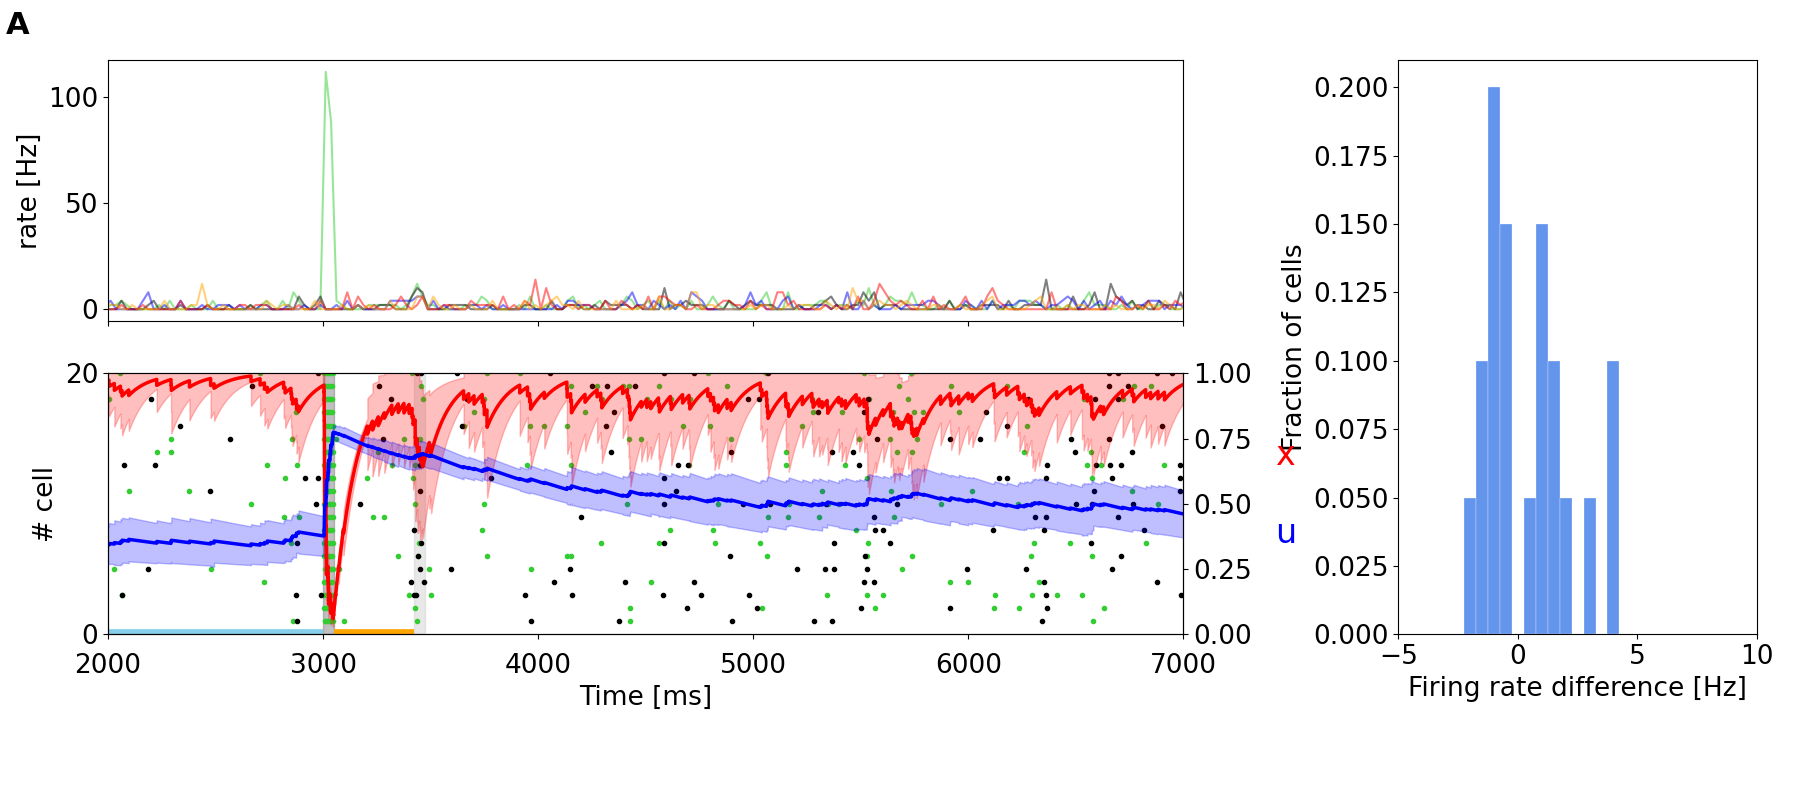 A
100
50
0
rate [Hz]
20
0
# cell
1.00
0.75
0.50
0.25
0.00
x
u
2000 3000 4000 5000 6000 7000
Time [ms]
0.200
0.175
0.150
0.125
0.100
0.075
0.050
0.025
0.000
Fraction of cells
−5 0 5 10
Firing rate difference [Hz]